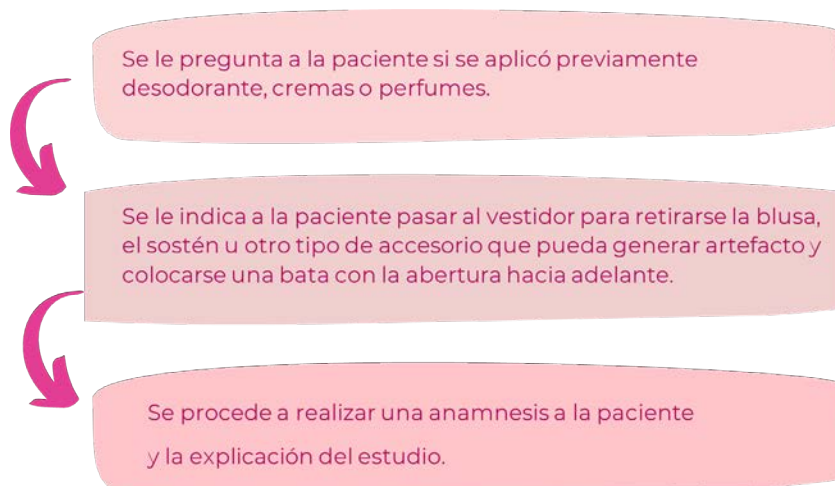 Se le pregunta a la paciente si se aplicó previamente
desodorante, cremas o perfumes.
Se le indica a la paciente pasar al vestidor para retirarse la blusa,
el sostén u otro tipo de accesorio que pueda generar artefacto y
colocarse una bata con la abertura hacia adelante.
Se procede a realizar una anamnesis a la paciente
y la explicación del estudio.